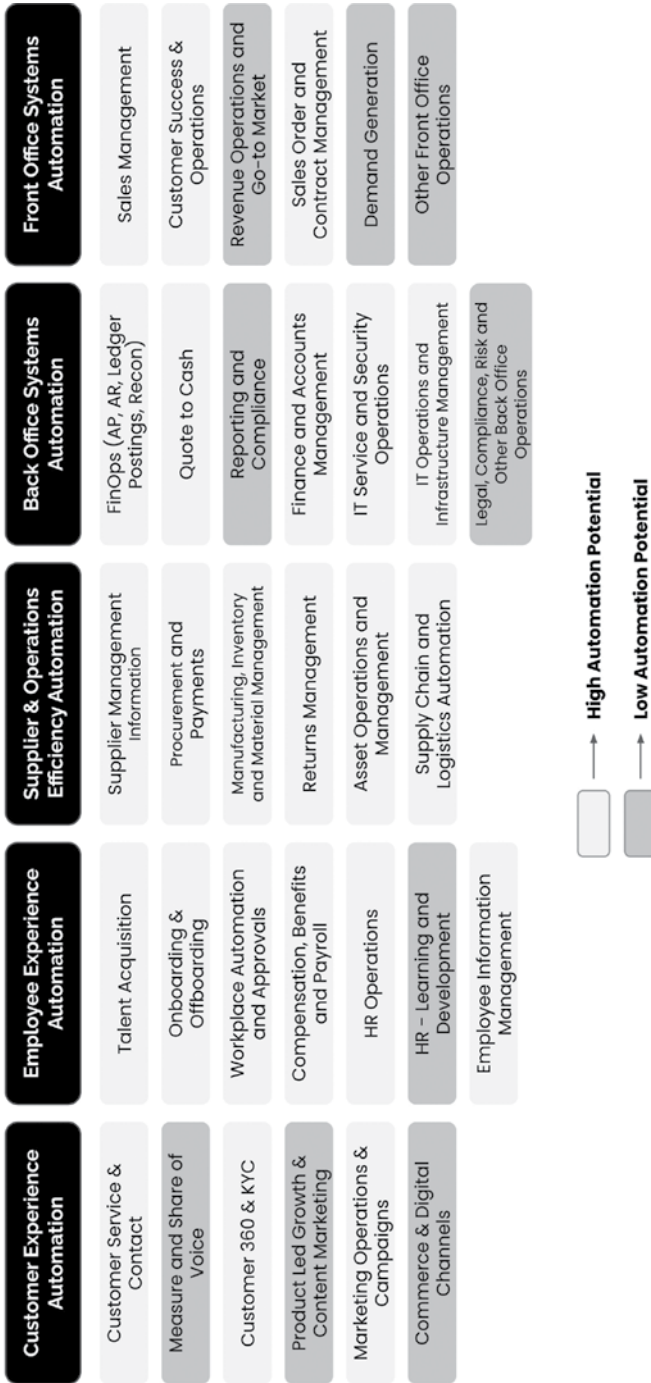 Customer Experience
Automation
Customer Service &
Contact
Measure and Share of
Voice
Customer 360 & KYC
Product Led Growth &
Content Marketing
Marketing Operations &
Campaigns
Commerce & Digital
Channels
Employee Experience
Automation
Talent Acquisition
Onboarding &
Offboarding
Workplace Automation
and Approvals
Compensation, Benefits
and Payroll
HR Operations
HR - Learning and
Development
Employee Information
Management
Supplier & Operations
Efficiency Automation
Supplier Management
Information
Procurement and
Payments
Manufacturing, Inventory
and Material Management
Returns Management
Asset Operations and
Management
Supply Chain and
Logistics Automation
Back Office Systems
Automation
FinOps (AP, AR, Ledger
Postings, Recon)
Quote to Cash
Reporting and
Compliance
Finance and Accounts
Management
IT Service and Security
Operations
IT Operations and
Infrastructure Management
Legal, Compliance, Risk and
Other Back Office
Operations
Front Office Systems
Automation
Sales Management
Customer Success &
Operations
Revenue Operations and
Go-to Market
Sales Order and
Contract Management
Demand Generation
Other Front Office
Operations
High Automation Potential
Low Automation Potential